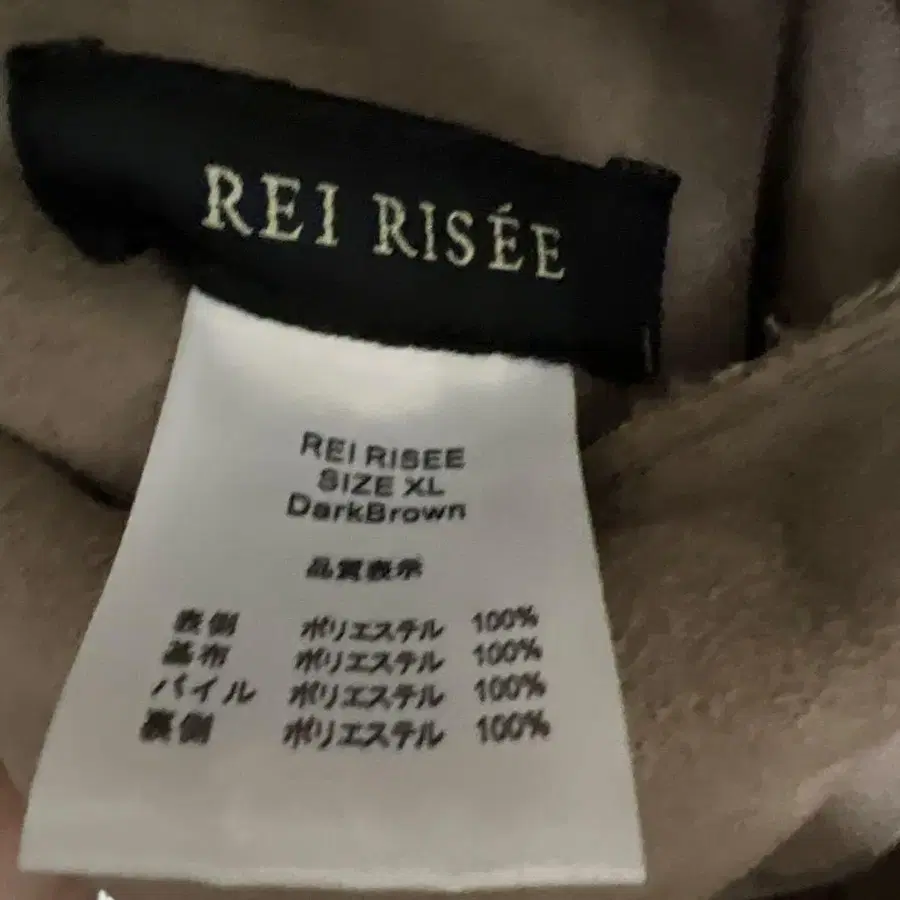 REI RISÉE
REI RISEE
SIZE XL
DarkBrown
品質表示
表側 ポリエステル 100%
基布 ポリエステル 100%
パイル ポリエステル 100%
裏側 ポリエステル 100%